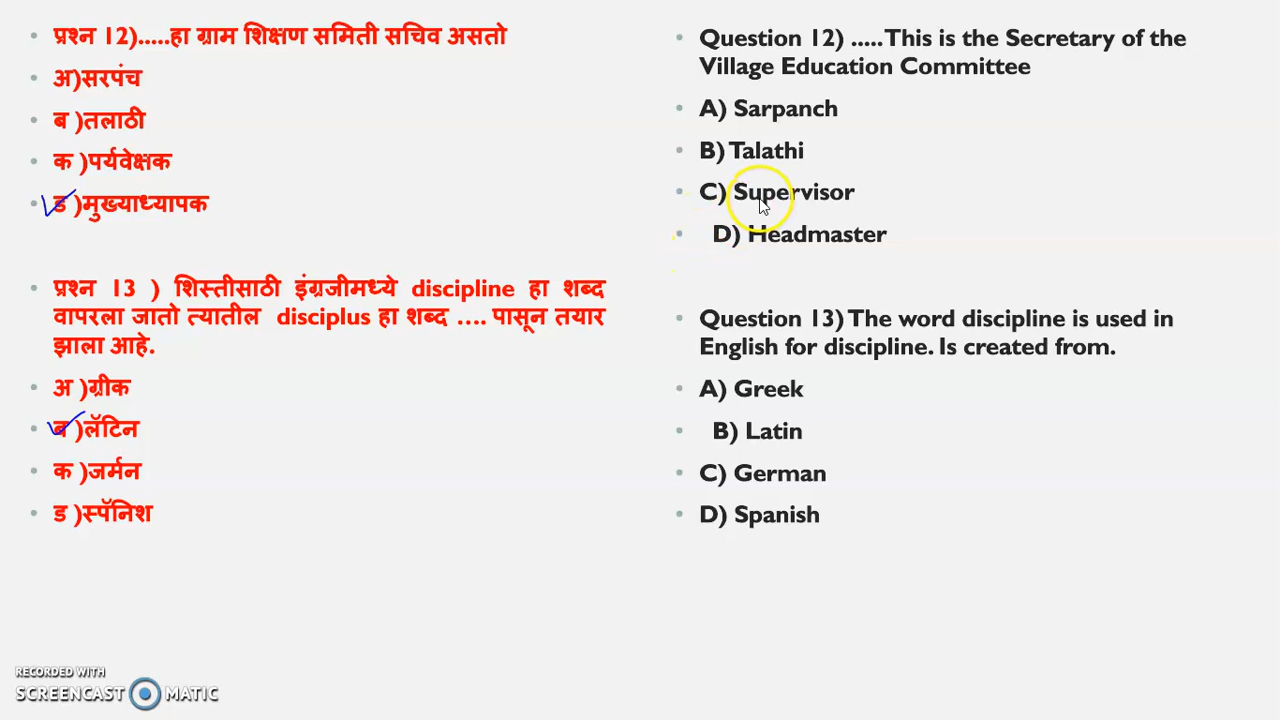 प्रश्न 12).....हा ग्राम शिक्षण समिती सचिव असतो
अ)सरपंच
ब )तलाठी
क )पर्यवेक्षक
ड )मुख्याध्यापक
प्रश्न 13 ) शिस्तीसाठी इंग्रजीमध्ये discipline हा शब्द
वापरला जातो त्यातील disciplus हा शब्द .... पासून तयार
झाला आहे.
अ )ग्रीक
ब )लॅटिन
क )जर्मन
ड )स्पॅनिश
Question 12) .....This is the Secretary of the
Village Education Committee
A) Sarpanch
B) Talathi
C) Supervisor
D) Headmaster
Question 13) The word discipline is used in
English for discipline. Is created from.
A) Greek
B) Latin
C) German
D) Spanish
RECORDED WITH
SCREENCAST MATIC